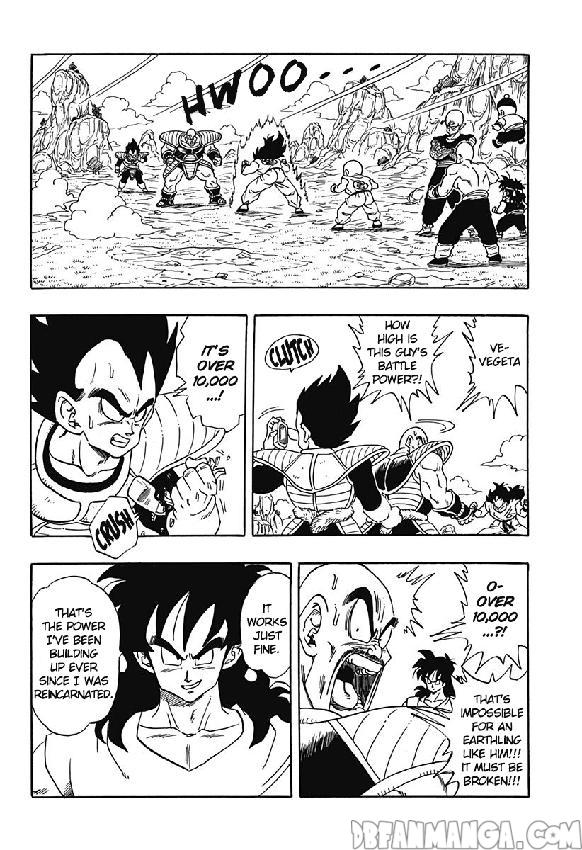 HWOO---
VE-
VEGETA
HOW
HIGH IS
THIS GUY'S
BATTLE
POWER?!
CLUTCH
IT'S
OVER
10,000
...!
CRUSH
O-
OVER
10,000
...?!
THAT'S
IMPOSSIBLE
FOR AN
EARTHLING
LIKE HIM!!!
IT MUST BE
BROKEN!!!
IT
WORKS
JUST
FINE.
THAT'S
THE POWER
I'VE BEEN
BUILDING
UP EVER
SINCE I WAS
REINCARNATED.
DBFANMANGA.COM